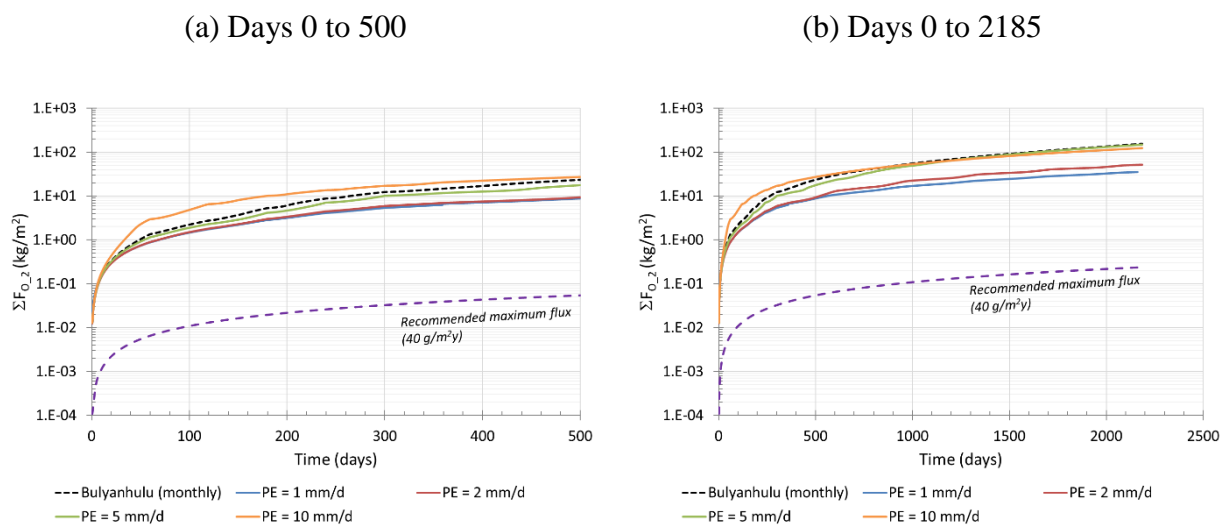 (a) Days 0 to 500
(b) Days 0 to 2185
1.E+03
1.E+02
1.E+01
1.E+00
1.E-01
1.E-02
1.E-03
1.E-04
ΣF_{O_2} (kg/m²)
Recommended maximum flux
(40 g/m²y)
0 100 200 300 400 500
Time (days)
Bulyanhulu (monthly) PE = 1 mm/d PE = 2 mm/d
PE = 5 mm/d PE = 10 mm/d
1.E+03
1.E+02
1.E+01
1.E+00
1.E-01
1.E-02
1.E-03
1.E-04
ΣF_{O_2} (kg/m²)
Recommended maximum flux
(40 g/m²y)
0 500 1000 1500 2000 2500
Time (days)
Bulyanhulu (monthly) PE = 1 mm/d PE = 2 mm/d
PE = 5 mm/d PE = 10 mm/d